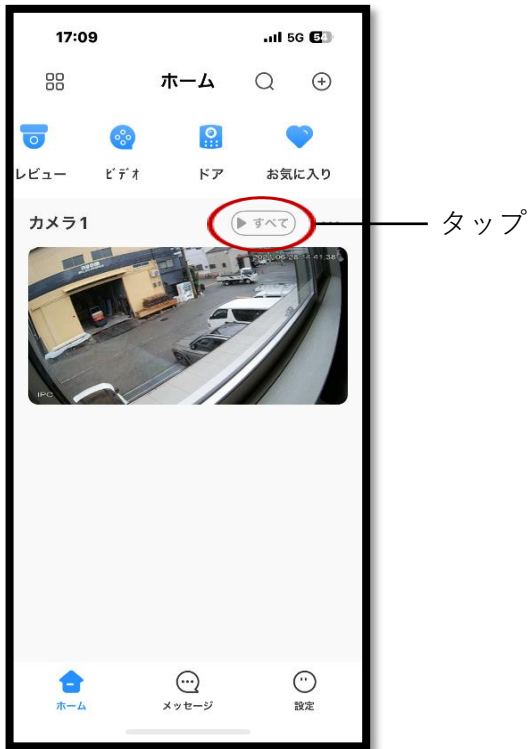 17:09 5G 54
ホーム
レビュー ビデオ ドア お気に入り
カメラ1 すべて
タップ
IPC
ホーム メッセージ 設定